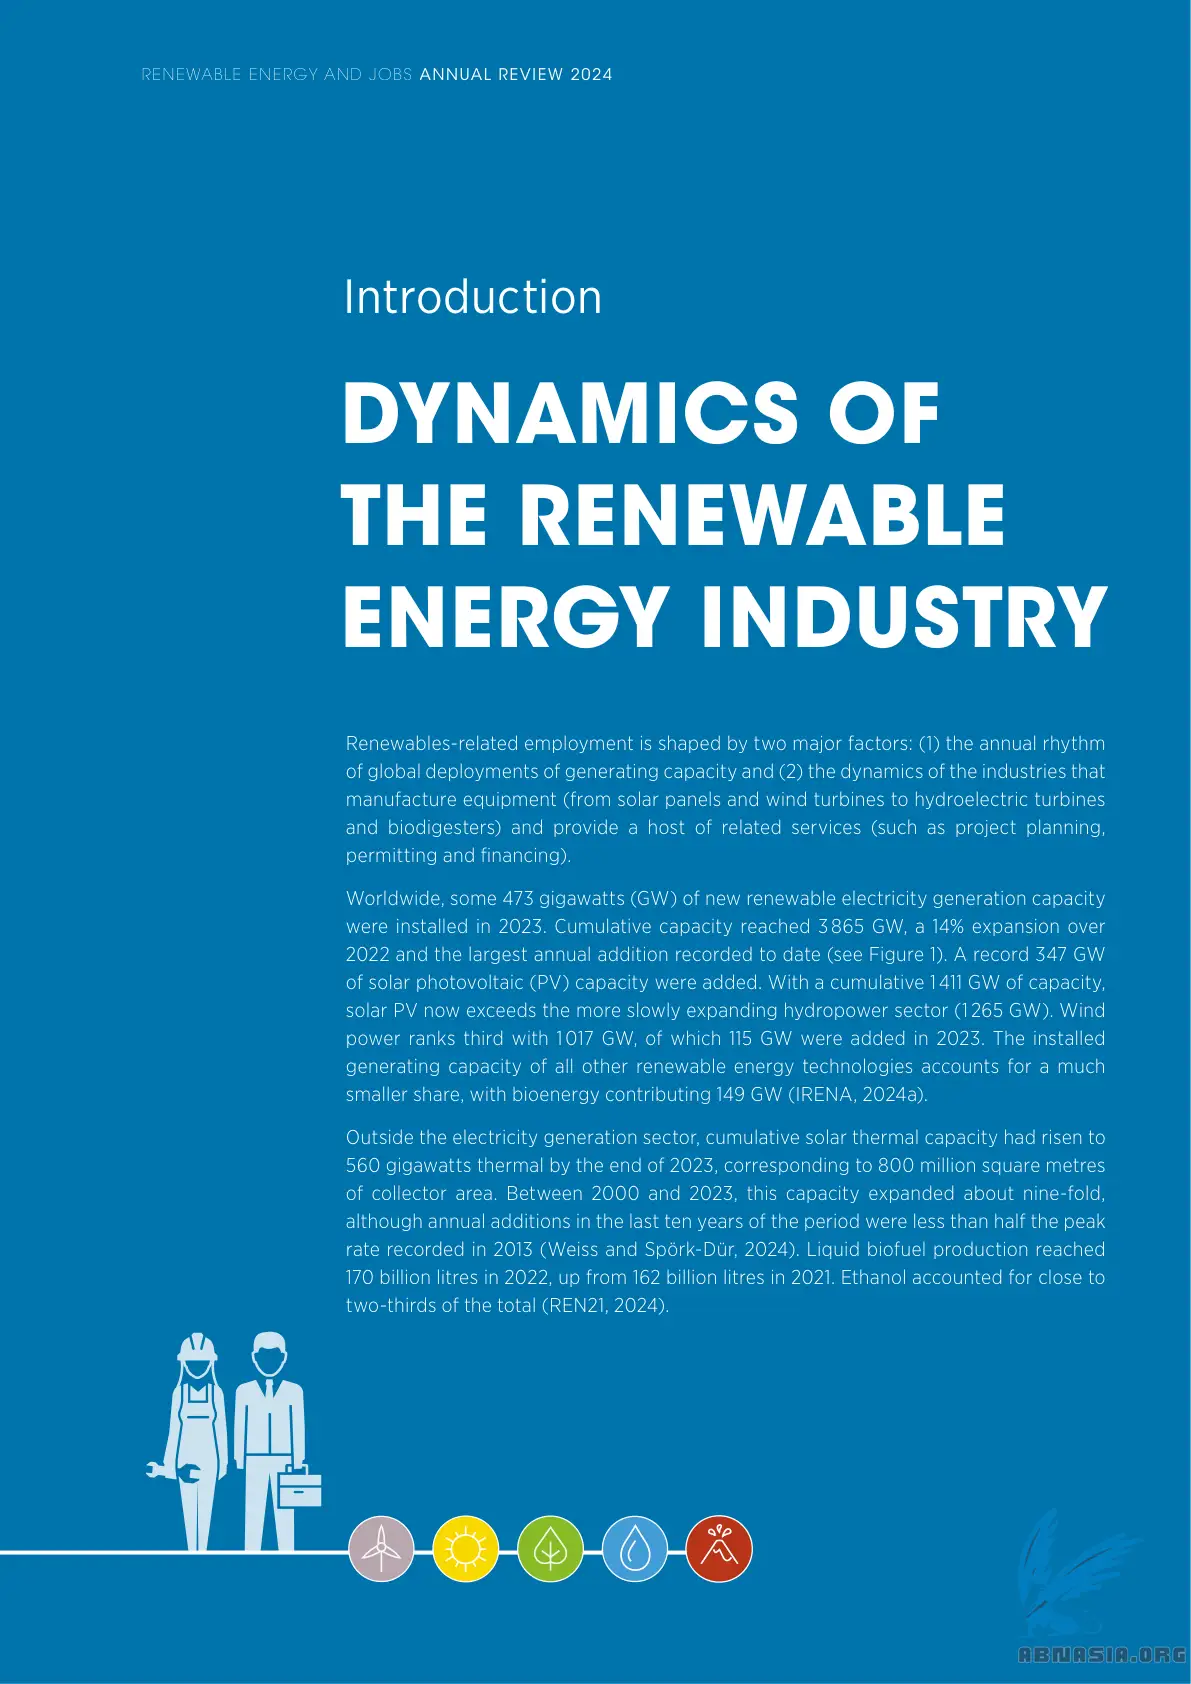 RENEWABLE ENERGY AND JOBS ANNUAL REVIEW 2024
Introduction
DYNAMICS OF
THE RENEWABLE
ENERGY INDUSTRY
Renewables-related employment is shaped by two major factors: (1) the annual rhythm
of global deployments of generating capacity and (2) the dynamics of the industries that
manufacture equipment (from solar panels and wind turbines to hydroelectric turbines
and biodigesters) and provide a host of related services (such as project planning,
permitting and financing).
Worldwide, some 473 gigawatts (GW) of new renewable electricity generation capacity
were installed in 2023. Cumulative capacity reached 3 865 GW, a 14% expansion over
2022 and the largest annual addition recorded to date (see Figure 1). A record 347 GW
of solar photovoltaic (PV) capacity were added. With a cumulative 1 411 GW of capacity,
solar PV now exceeds the more slowly expanding hydropower sector (1 265 GW). Wind
power ranks third with 1 017 GW, of which 115 GW were added in 2023. The installed
generating capacity of all other renewable energy technologies accounts for a much
smaller share, with bioenergy contributing 149 GW (IRENA, 2024a).
Outside the electricity generation sector, cumulative solar thermal capacity had risen to
560 gigawatts thermal by the end of 2023, corresponding to 800 million square metres
of collector area. Between 2000 and 2023, this capacity expanded about nine-fold,
although annual additions in the last ten years of the period were less than half the peak
rate recorded in 2013 (Weiss and Spörk-Dür, 2024). Liquid biofuel production reached
170 billion litres in 2022, up from 162 billion litres in 2021. Ethanol accounted for close to
two-thirds of the total (REN21, 2024).
ABNASIA.ORG